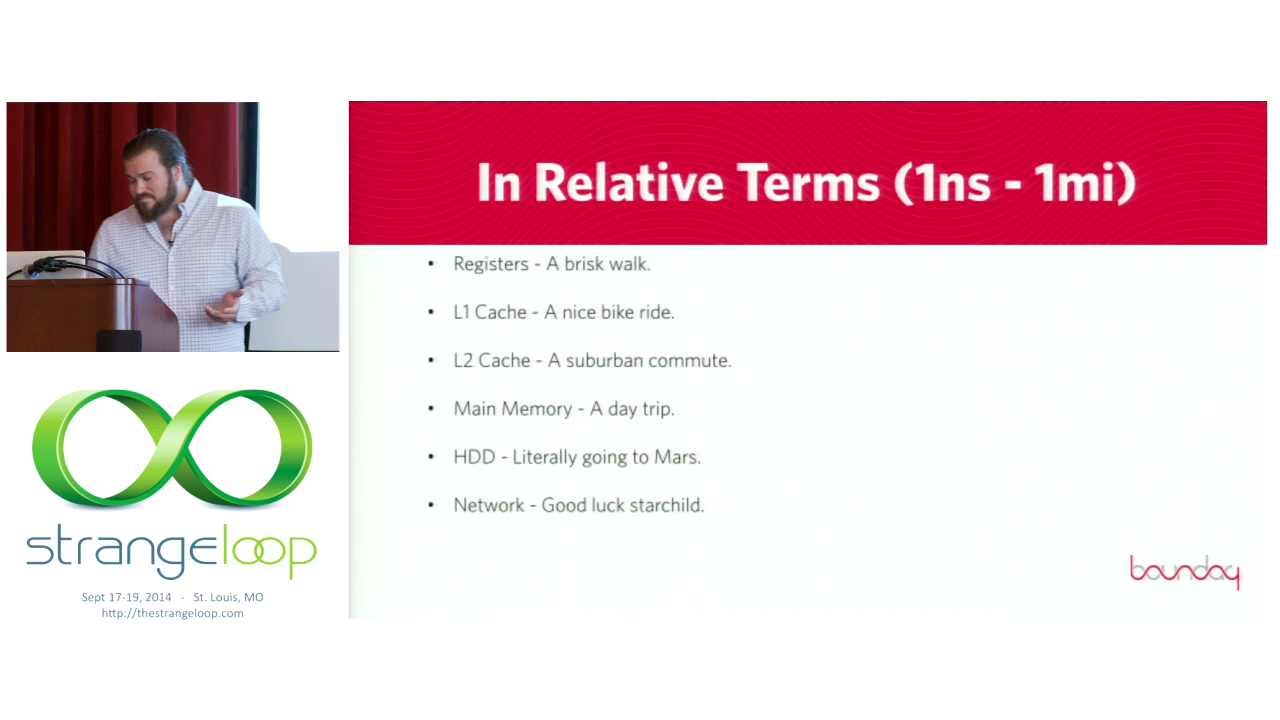 In Relative Terms (1ns - 1mi)
• Registers - A brisk walk.
• L1 Cache - A nice bike ride.
• L2 Cache - A suburban commute.
• Main Memory - A day trip.
• HDD - Literally going to Mars.
• Network - Good luck starchild.
boundary
strangeloop
Sept 17-19, 2014 - St. Louis, MO
http://thestrangeloop.com